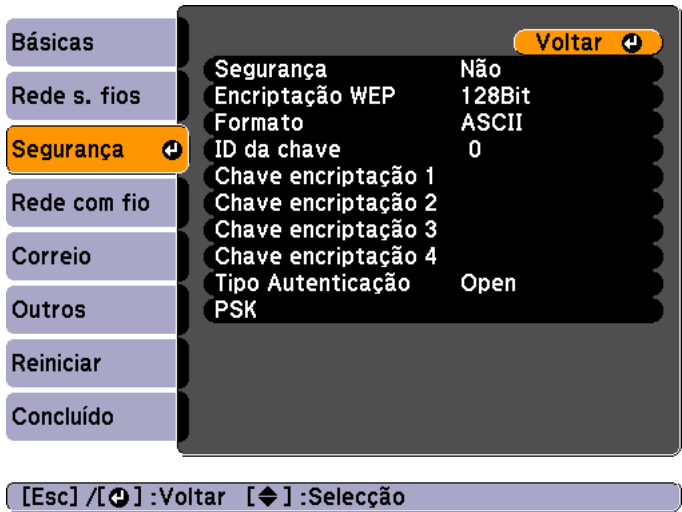 Básicas
Rede s. fios
Segurança
Rede com fio
Correio
Outros
Reiniciar
Concluído
Voltar
Segurança Não
Encriptação WEP 128Bit
Formato ASCII
ID da chave 0
Chave encriptação 1
Chave encriptação 2
Chave encriptação 3
Chave encriptação 4
Tipo Autenticação Open
PSK
[Esc] /[ ] :Voltar [ ] :Selecção